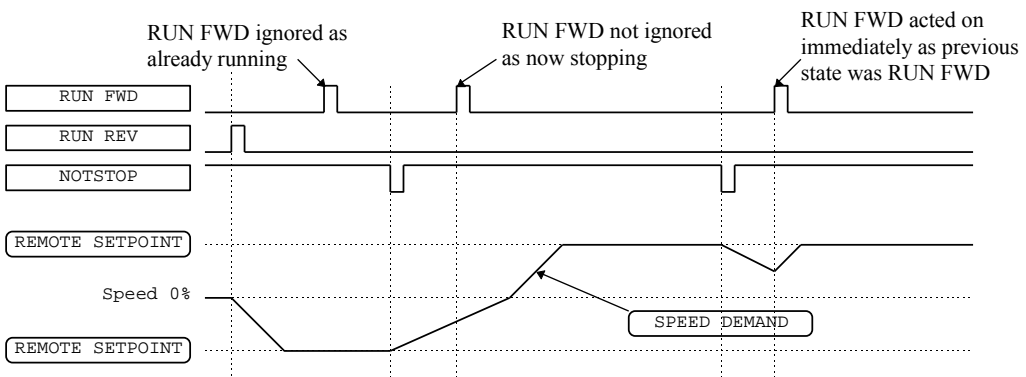 RUN FWD ignored as
already running
RUN FWD not ignored
as now stopping
RUN FWD acted on
immediately as previous
state was RUN FWD
RUN FWD
RUN REV
NOTSTOP
REMOTE SETPOINT
Speed 0%
SPEED DEMAND
REMOTE SETPOINT